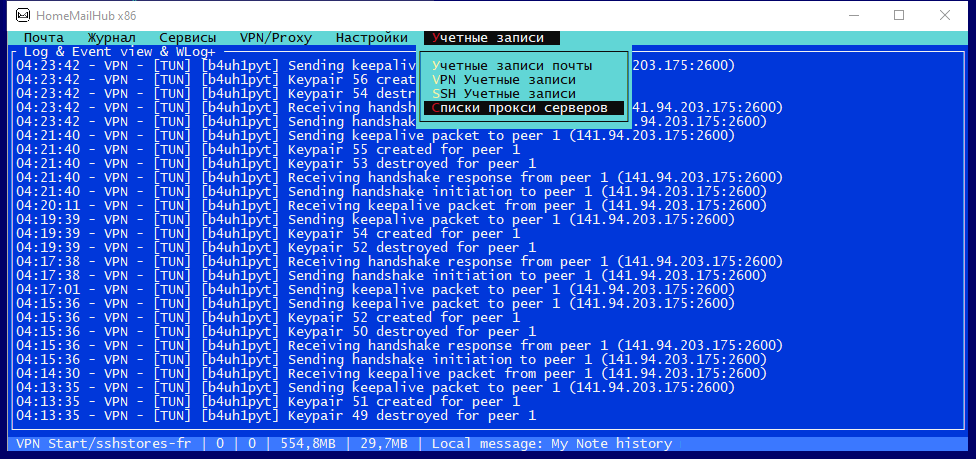 HomeMailHub x86
Почта Журнал Сервисы VPN/Proxy Настройки Учетные записи
Log & Event view & WLog+
Учетные записи почты
VPN Учетные записи
SSH Учетные записи
Списки прокси серверов
04:23:42 - VPN - [TUN] [b4uh1pyt] Sending keepaliv .203.175:2600)
04:23:42 - VPN - [TUN] [b4uh1pyt] Keypair 56 creat
04:23:42 - VPN - [TUN] [b4uh1pyt] Keypair 54 destr
04:23:42 - VPN - [TUN] [b4uh1pyt] Receiving handsh 41.94.203.175:2600)
04:23:42 - VPN - [TUN] [b4uh1pyt] Sending handshak .94.203.175:2600)
04:21:40 - VPN - [TUN] [b4uh1pyt] Sending keepalive packet to peer 1 (141.94.203.175:2600)
04:21:40 - VPN - [TUN] [b4uh1pyt] Keypair 55 created for peer 1
04:21:40 - VPN - [TUN] [b4uh1pyt] Keypair 53 destroyed for peer 1
04:21:40 - VPN - [TUN] [b4uh1pyt] Receiving handshake response from peer 1 (141.94.203.175:2600)
04:21:40 - VPN - [TUN] [b4uh1pyt] Sending handshake initiation to peer 1 (141.94.203.175:2600)
04:20:11 - VPN - [TUN] [b4uh1pyt] Receiving keepalive packet from peer 1 (141.94.203.175:2600)
04:19:39 - VPN - [TUN] [b4uh1pyt] Sending keepalive packet to peer 1 (141.94.203.175:2600)
04:19:39 - VPN - [TUN] [b4uh1pyt] Keypair 54 created for peer 1
04:19:39 - VPN - [TUN] [b4uh1pyt] Keypair 52 destroyed for peer 1
04:17:38 - VPN - [TUN] [b4uh1pyt] Receiving handshake response from peer 1 (141.94.203.175:2600)
04:17:38 - VPN - [TUN] [b4uh1pyt] Sending handshake initiation to peer 1 (141.94.203.175:2600)
04:17:01 - VPN - [TUN] [b4uh1pyt] Sending keepalive packet to peer 1 (141.94.203.175:2600)
04:15:36 - VPN - [TUN] [b4uh1pyt] Sending keepalive packet to peer 1 (141.94.203.175:2600)
04:15:36 - VPN - [TUN] [b4uh1pyt] Keypair 52 created for peer 1
04:15:36 - VPN - [TUN] [b4uh1pyt] Keypair 50 destroyed for peer 1
04:15:36 - VPN - [TUN] [b4uh1pyt] Receiving handshake response from peer 1 (141.94.203.175:2600)
04:15:36 - VPN - [TUN] [b4uh1pyt] Sending handshake initiation to peer 1 (141.94.203.175:2600)
04:14:30 - VPN - [TUN] [b4uh1pyt] Receiving keepalive packet from peer 1 (141.94.203.175:2600)
04:13:35 - VPN - [TUN] [b4uh1pyt] Sending keepalive packet to peer 1 (141.94.203.175:2600)
04:13:35 - VPN - [TUN] [b4uh1pyt] Keypair 51 created for peer 1
04:13:35 - VPN - [TUN] [b4uh1pyt] Keypair 49 destroyed for peer 1
VPN Start/sshstores-fr | 0 | 0 | 554,8MB | 29,7MB | Local message: My Note history